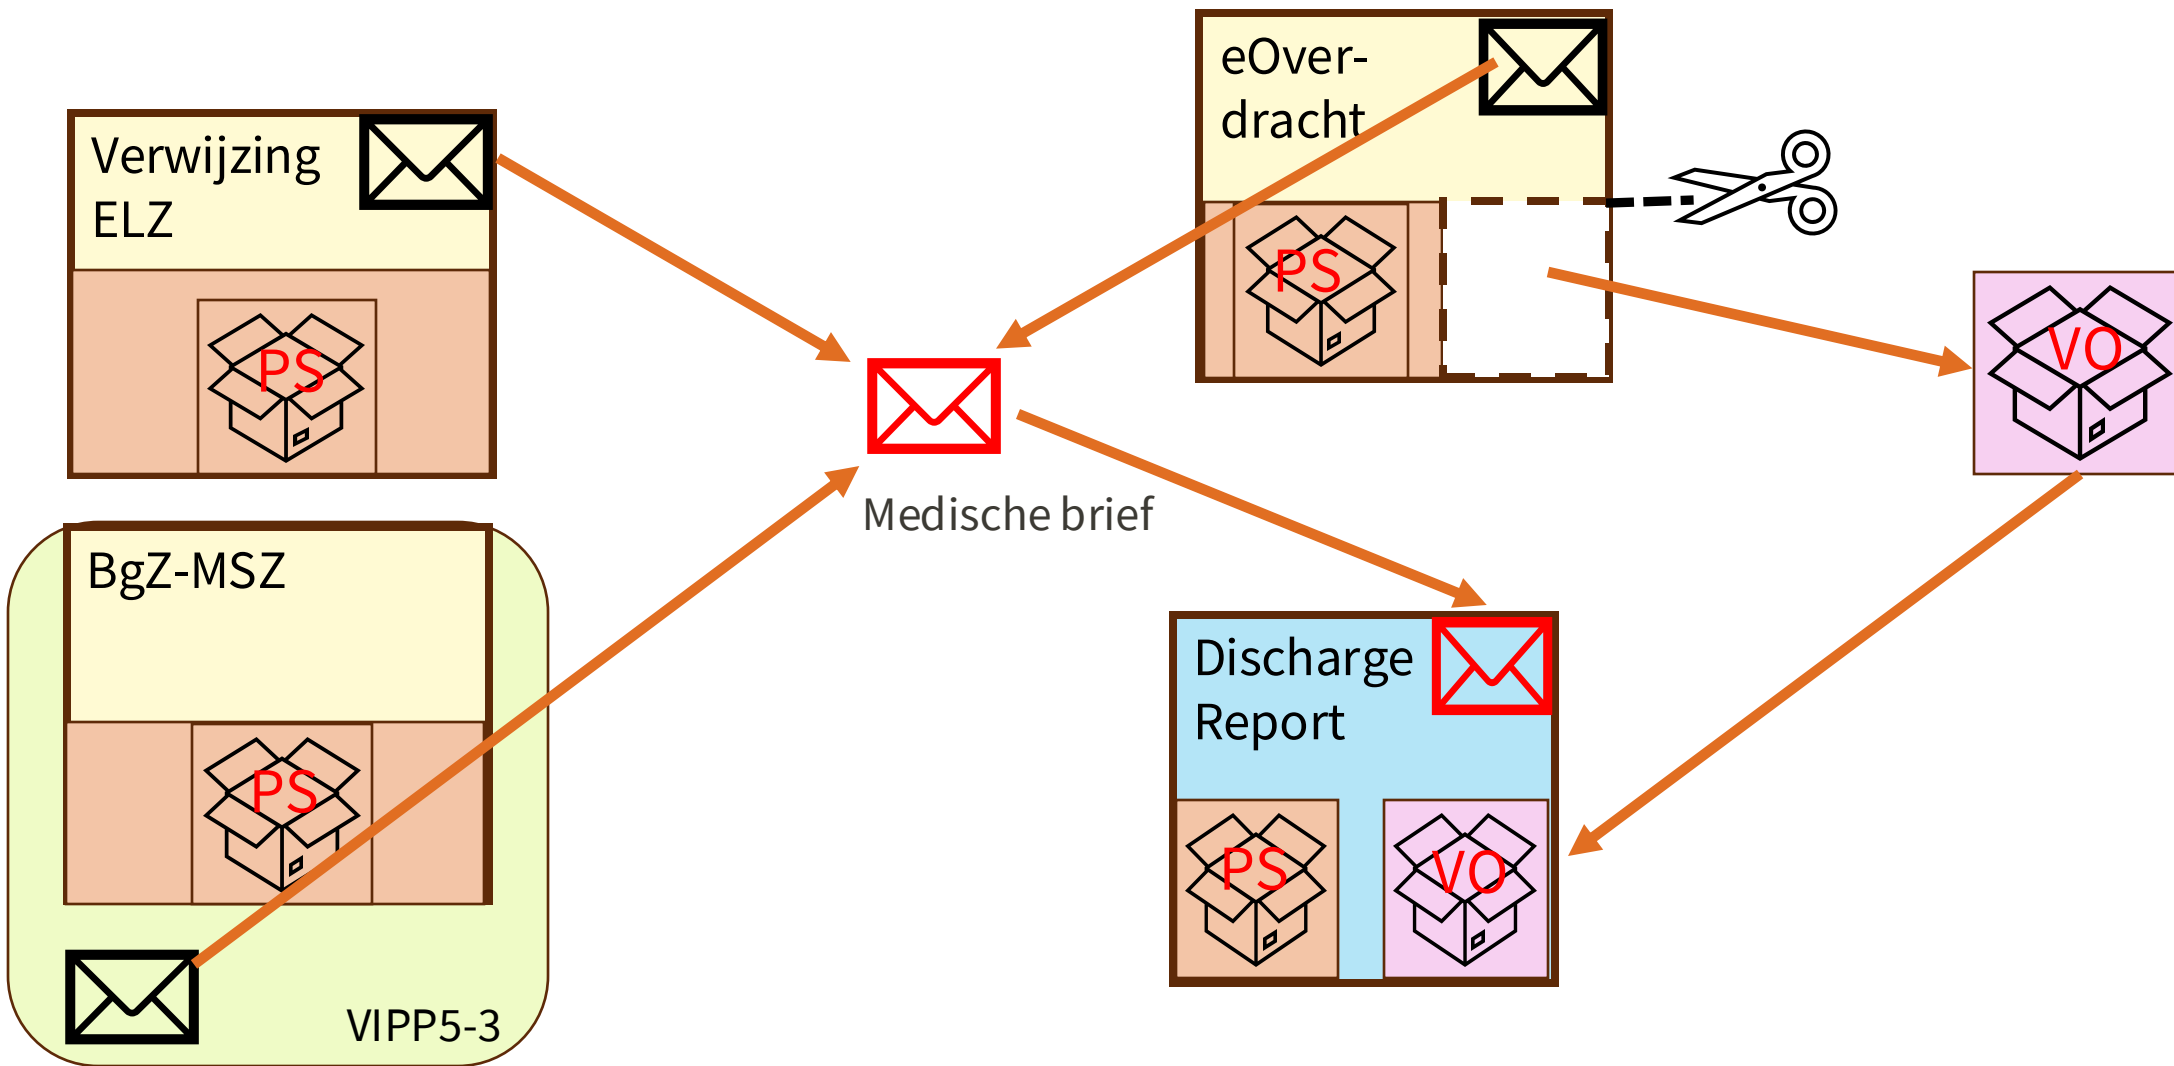 Verwijzing
ELZ
PS
BgZ-MSZ
PS
VIPP5-3
Medische brief
eOver-
dracht
PS
VO
Discharge
Report
PS
VO